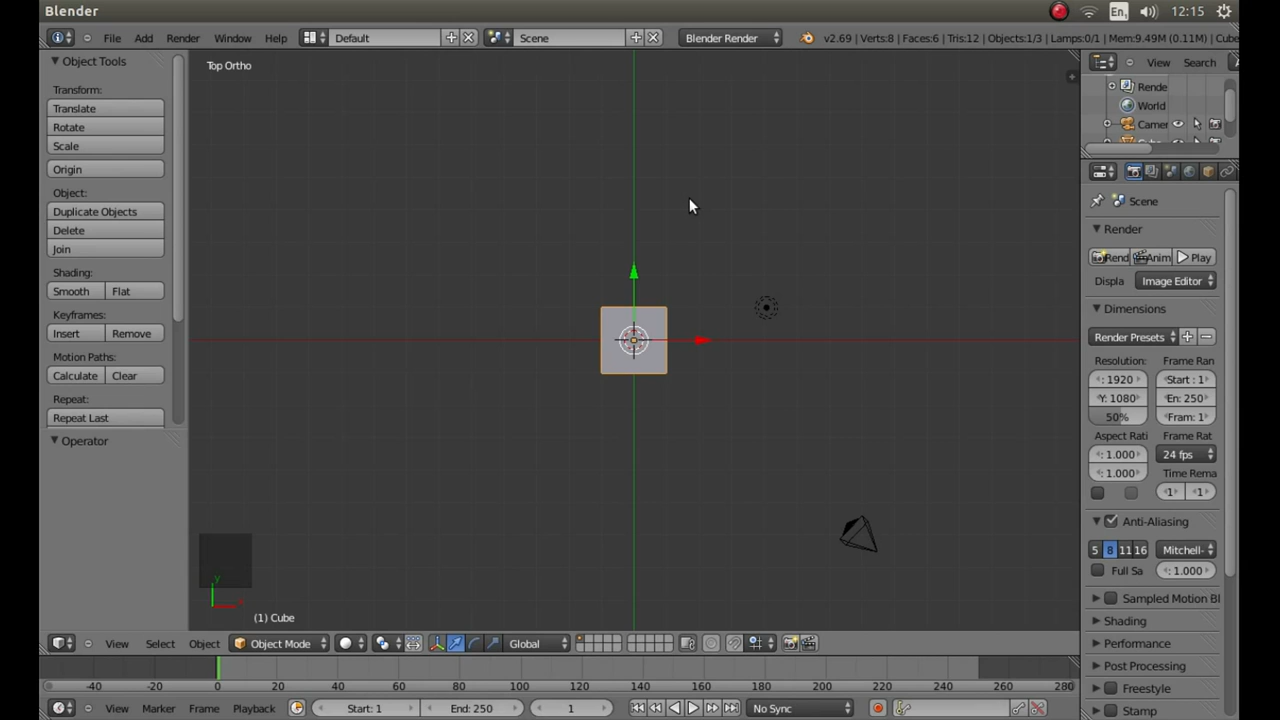 Blender
En₁
12:15
File Add Render Window Help
Default
Scene
Blender Render
v2.69 | Verts:8 | Faces:6 | Tris:12 | Objects:1/3 | Lamps:0/1 | Mem:9.49M (0.11M) | Cube
Object Tools
Transform:
Translate
Rotate
Scale
Origin
Object:
Duplicate Objects
Delete
Join
Shading:
Smooth Flat
Keyframes:
Insert Remove
Motion Paths:
Calculate Clear
Repeat:
Repeat Last
Operator
Top Ortho
y
(1) Cube
View Search
Rende
World
Camer
Scene
Render
Rend Anim Play
Displa Image Editor
Dimensions
Render Presets
Resolution: Frame Ran
: 1920 Start : 1
Y: 1080 En: 250
50% Fram: 1
Aspect Rati Frame Rat
: 1.000 24 fps
: 1.000 Time Rema
: 1 : 1
Anti-Aliasing
5 8 11 16 Mitchell-
Full Sa : 1.000
Sampled Motion Bl
Shading
Performance
Post Processing
Freestyle
Stamp
View Select Object Object Mode Global
-40 -20 0 20 40 60 80 100 120 140 160 180 200 220 240 260 280
View Marker Frame Playback Start: 1 End: 250 1 No Sync